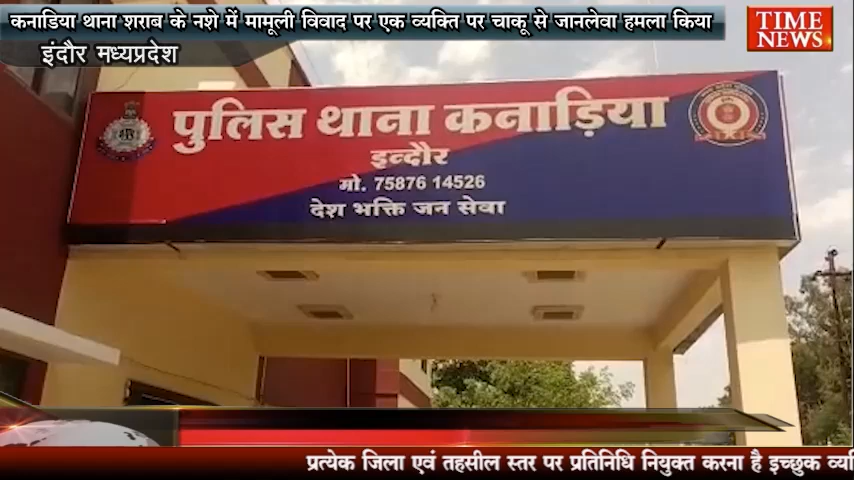 कनाडिया थाना शराब के नशे में मामूली विवाद पर एक व्यक्ति पर चाकू से जानलेवा हमला किया
TIME
NEWS
इंदौर मध्यप्रदेश
पुलिस थाना कनाड़िया
इन्दौर
मो. 75876 14526
देश भक्ति जन सेवा
प्रत्येक जिला एवं तहसील स्तर पर प्रतिनिधि नियुक्त करना है इच्छुक